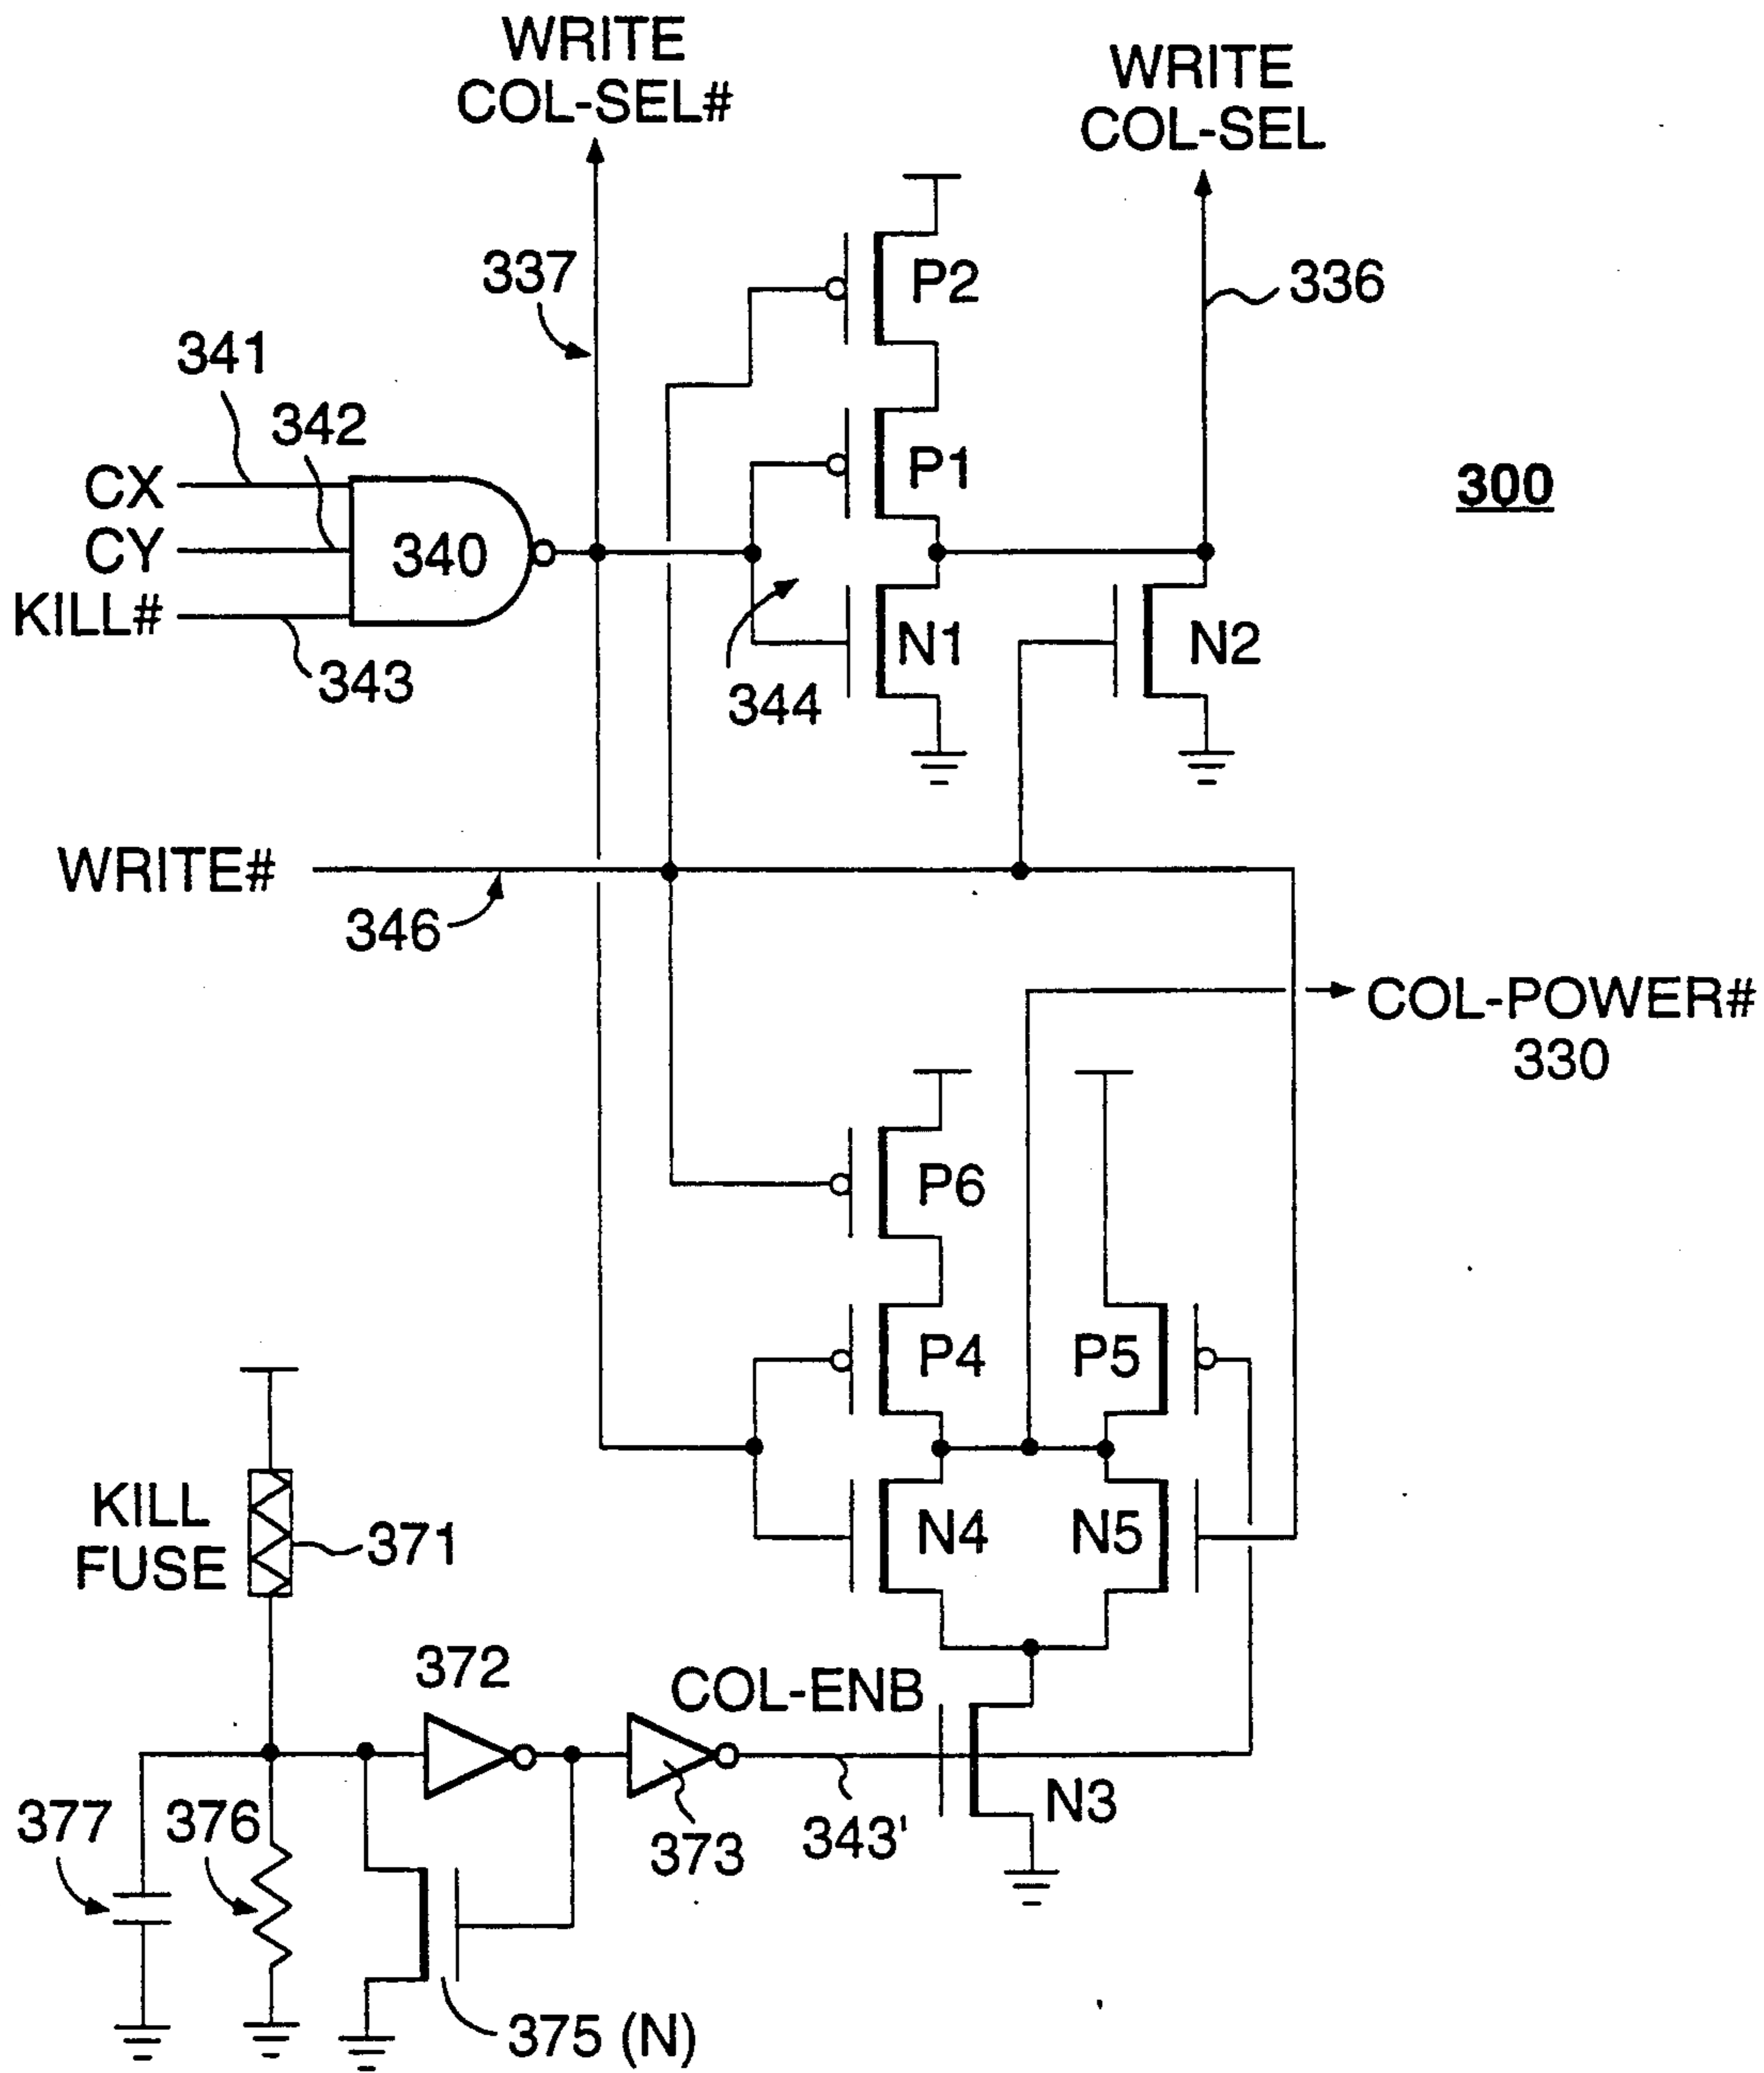 WRITE
COL-SEL#
WRITE
COL-SEL
337
P2
336
341
342
CX
CY
KILL#
340
P1
300
343
344
N1
N2
WRITE#
346
COL-POWER#
330
P6
P4
P5
KILL
FUSE
371
N4
N5
372
COL-ENB
377
376
373
343'
N3
375 (N)